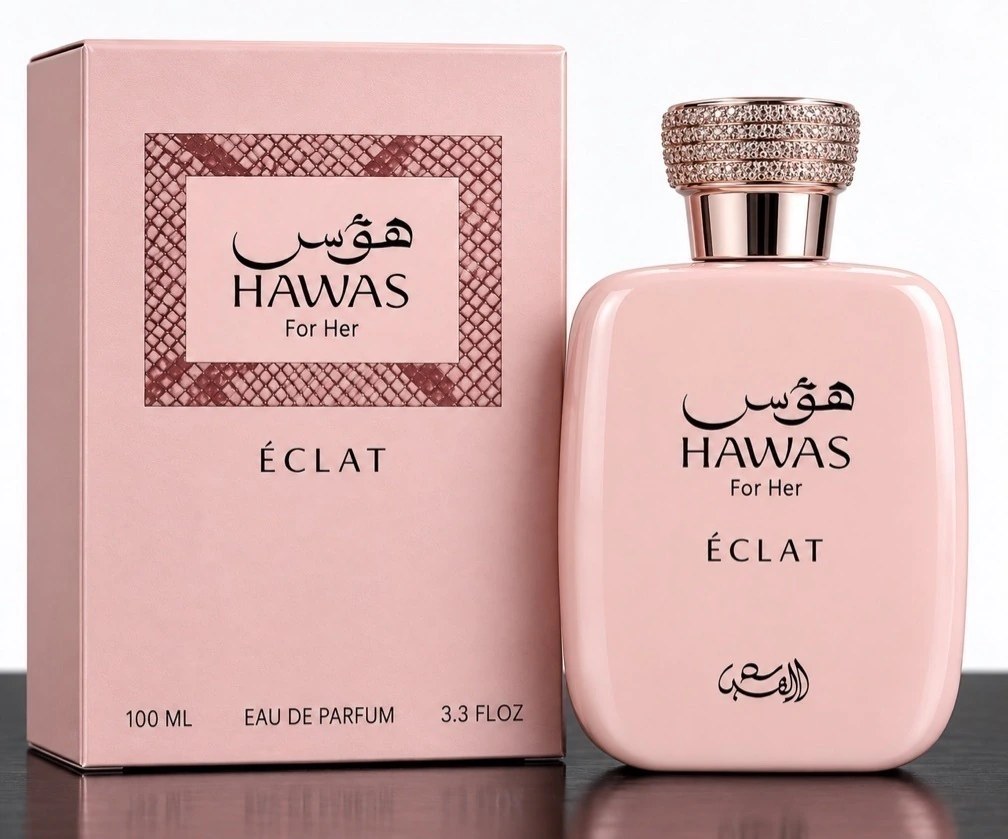 هوس
HAWAS
For Her
ÉCLAT
100 ML EAU DE PARFUM 3.3 FLOZ
هوس
HAWAS
For Her
ÉCLAT